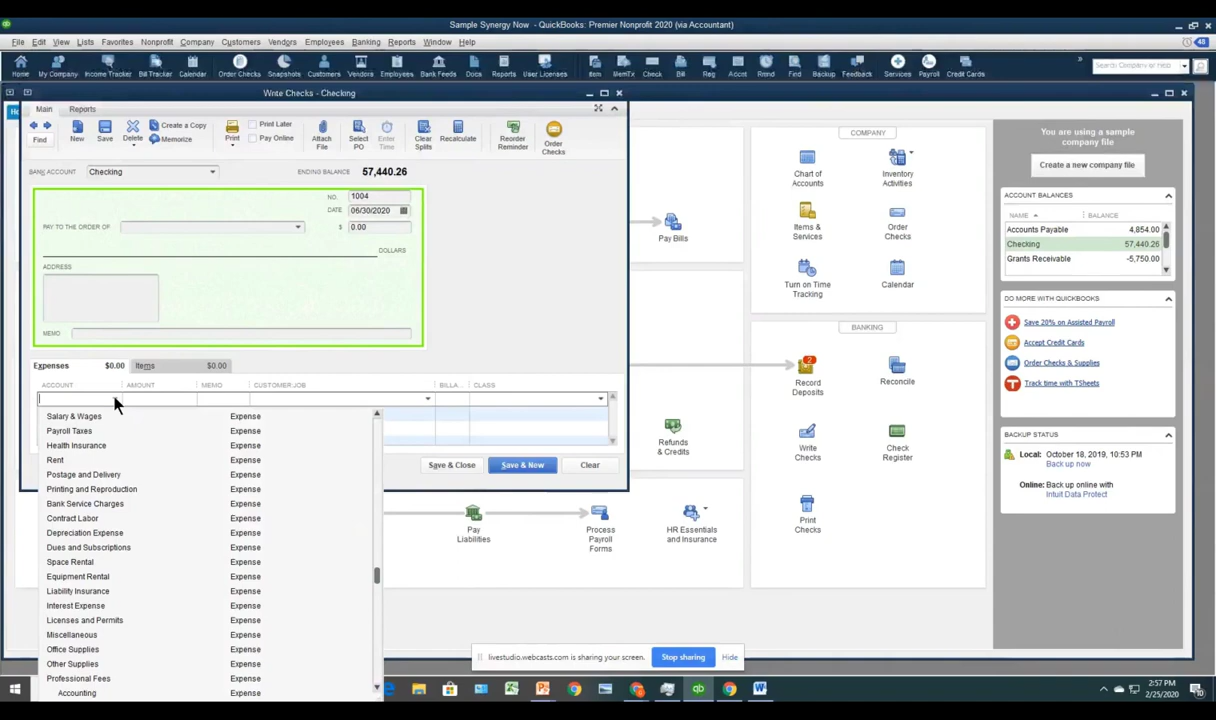 Sample Synergy Now - QuickBooks: Premier Nonprofit 2020 (via Accountant)
File Edit View Lists Favorites Nonprofit Company Customers Vendors Employees Banking Reports Window Help
48
Home My Company Income Tracker Bill Tracker Calendar Order Checks Snapshots Customers Vendors Employees Bank Feeds Docs Reports User Licenses Item MemTx Check Bill Reg Accnt Rmnd Find Backup Feedback Services Payroll Credit Cards
Search Company or Help
Write Checks - Checking
Main Reports
Find
New
Save
Delete
Create a Copy
Memorize
Print
Print Later
Pay Online
Attach
File
Select
PO
Enter
Time
Clear
Splits
Recalculate
Reorder
Reminder
Order
Checks
BANK ACCOUNT Checking
ENDING BALANCE 57,440.26
NO. 1004
DATE 06/30/2020
PAY TO THE ORDER OF
$ 0.00
DOLLARS
ADDRESS
MEMO
Expenses $0.00 Items $0.00
ACCOUNT AMOUNT MEMO CUSTOMER:JOB BILLA... CLASS
Salary & Wages Expense
Payroll Taxes Expense
Health Insurance Expense
Rent Expense
Postage and Delivery Expense
Printing and Reproduction Expense
Bank Service Charges Expense
Contract Labor Expense
Depreciation Expense Expense
Dues and Subscriptions Expense
Space Rental Expense
Equipment Rental Expense
Liability Insurance Expense
Interest Expense Expense
Licenses and Permits Expense
Miscellaneous Expense
Office Supplies Expense
Other Supplies Expense
Professional Fees Expense
Accounting Expense
Save & Close Save & New Clear
Pay Bills
Refunds
& Credits
Pay
Liabilities
Process
Payroll
Forms
HR Essentials
and Insurance
COMPANY
Chart of
Accounts
Inventory
Activities
Items &
Services
Order
Checks
Turn on Time
Tracking
Calendar
BANKING
2
Record
Deposits
Reconcile
Write
Checks
Check
Register
Print
Checks
You are using a sample
company file
Create a new company file
ACCOUNT BALANCES
NAME BALANCE
Accounts Payable 4,854.00
Checking 57,440.26
Grants Receivable -5,750.00
DO MORE WITH QUICKBOOKS
Save 20% on Assisted Payroll
Accept Credit Cards
Order Checks & Supplies
Track time with TSheets
BACKUP STATUS
Local: October 18, 2019, 10:53 PM
Back up now
Online: Back up online with
Intuit Data Protect
livestudio.webcasts.com is sharing your screen. Stop sharing Hide
2:57 PM
2/25/2020